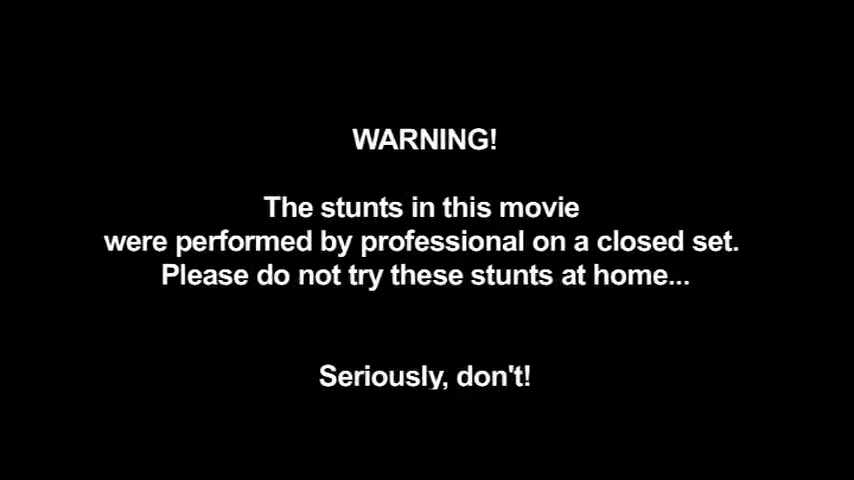 WARNING!
The stunts in this movie
were performed by professional on a closed set.
Please do not try these stunts at home...
Seriously, don't!